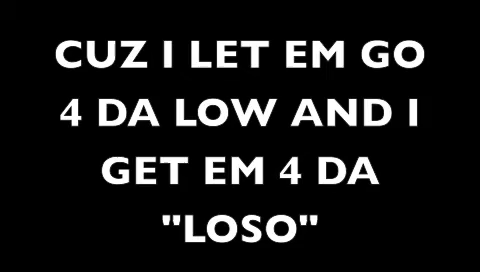 CUZ I LET EM GO
4 DA LOW AND I
GET EM 4 DA
"LOSO"